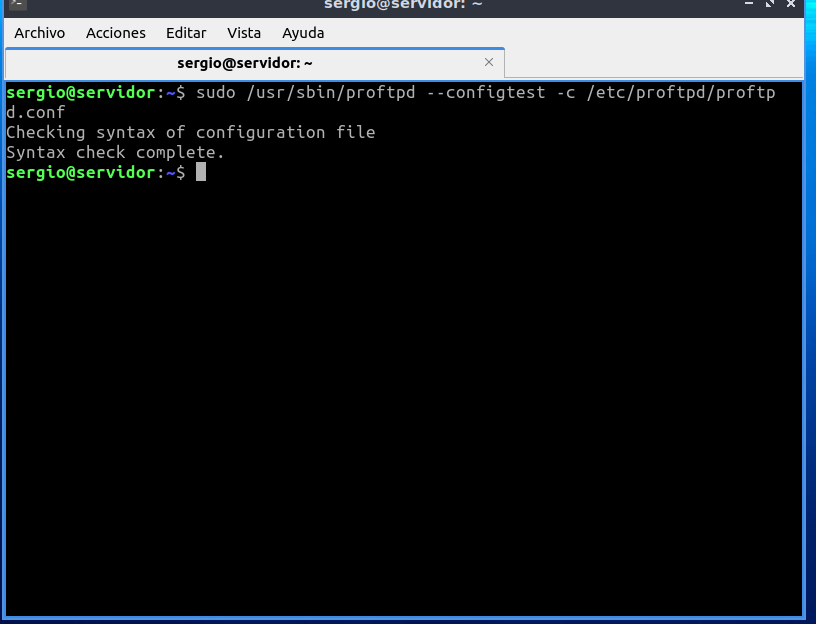 sergio@servidor: ~
Archivo Acciones Editar Vista Ayuda
sergio@servidor: ~
sergio@servidor:~$ sudo /usr/sbin/proftpd --configtest -c /etc/proftpd/proftp
d.conf
Checking syntax of configuration file
Syntax check complete.
sergio@servidor:~$